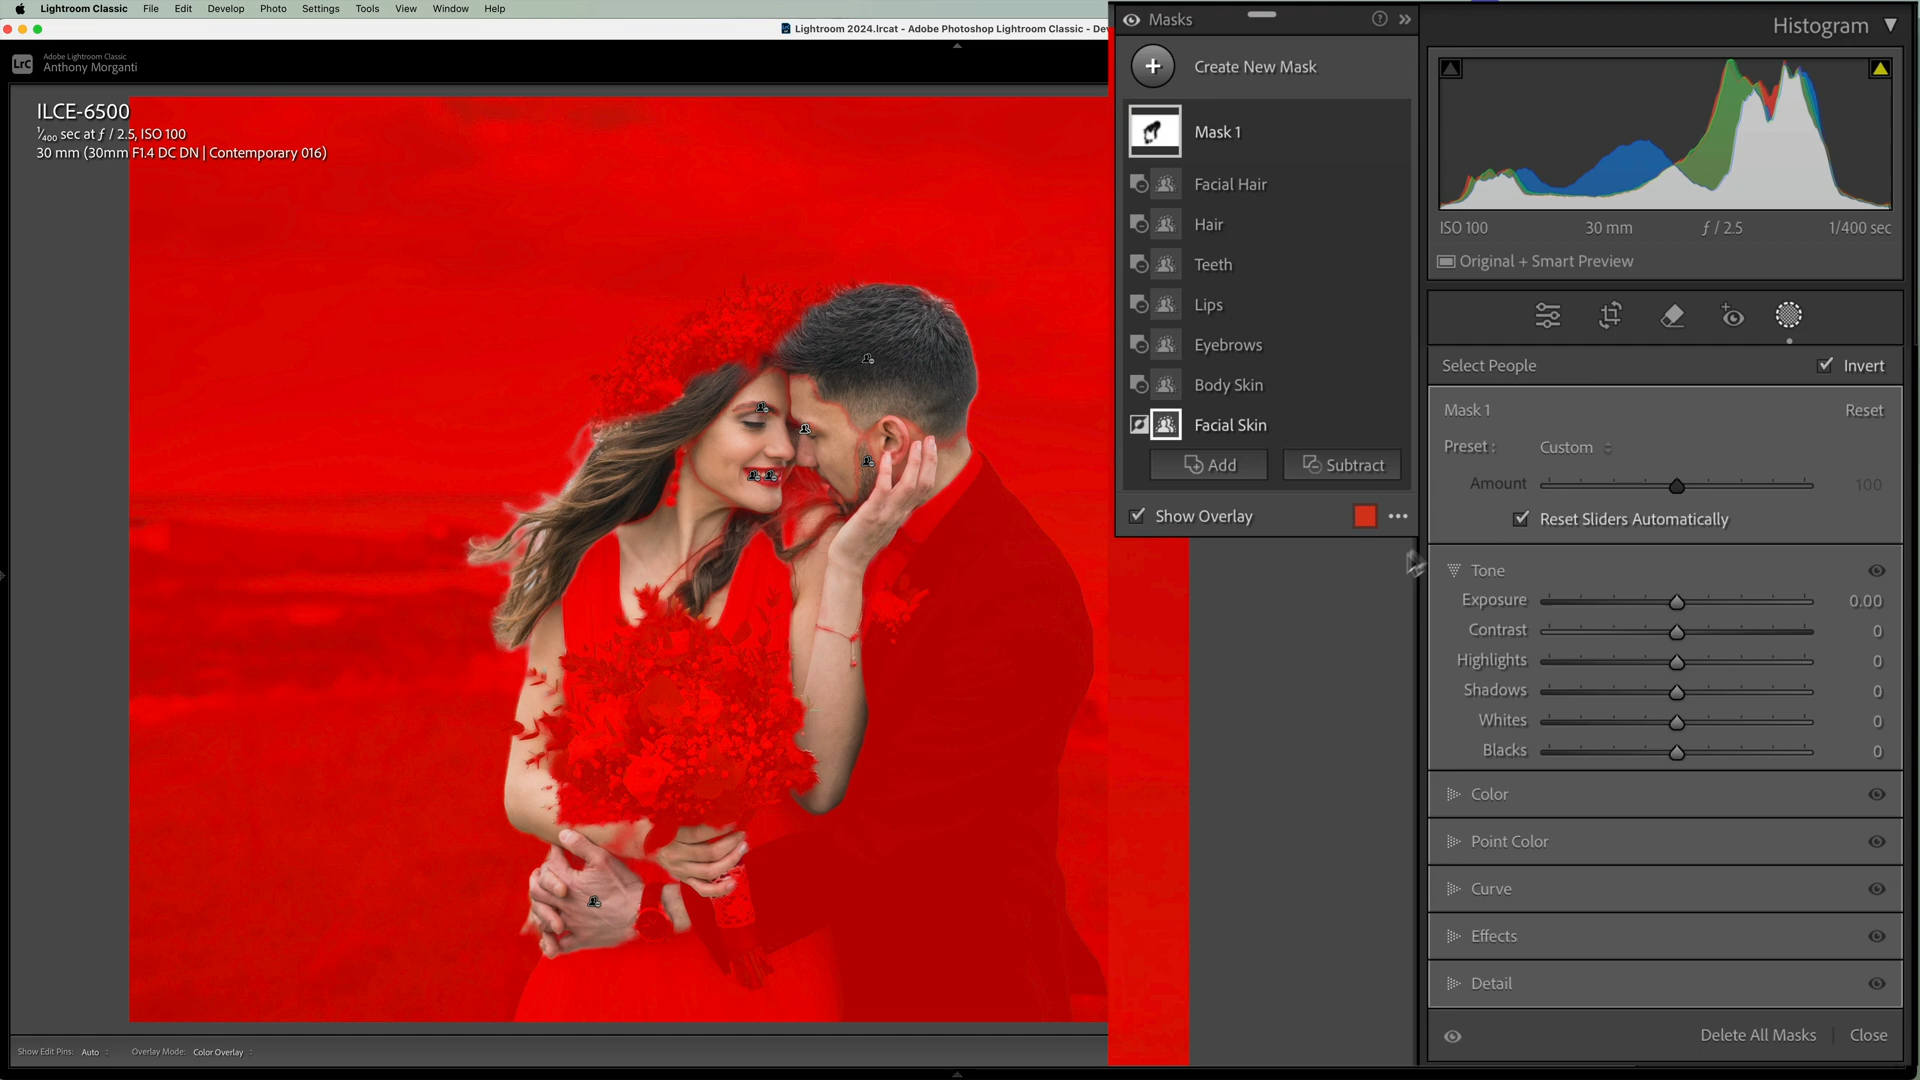 Lightroom Classic File Edit Develop Photo Settings Tools View Window Help
Lightroom 2024.lrcat - Adobe Photoshop Lightroom Classic - De
LrC
Adobe Lightroom Classic
Anthony Morganti
ILCE-6500
1/400 sec at ƒ / 2.5, ISO 100
30 mm (30mm F1.4 DC DN | Contemporary 016)
Masks
Create New Mask
Mask 1
Facial Hair
Hair
Teeth
Lips
Eyebrows
Body Skin
Facial Skin
Add Subtract
Show Overlay
Histogram
ISO 100 30 mm ƒ / 2.5 1/400 sec
Original + Smart Preview
Select People Invert
Mask 1 Reset
Preset : Custom
Amount 100
Reset Sliders Automatically
Tone
Exposure 0.00
Contrast 0
Highlights 0
Shadows 0
Whites 0
Blacks 0
Color
Point Color
Curve
Effects
Detail
Delete All Masks Close
Show Edit Pins: Auto Overlay Mode: Color Overlay